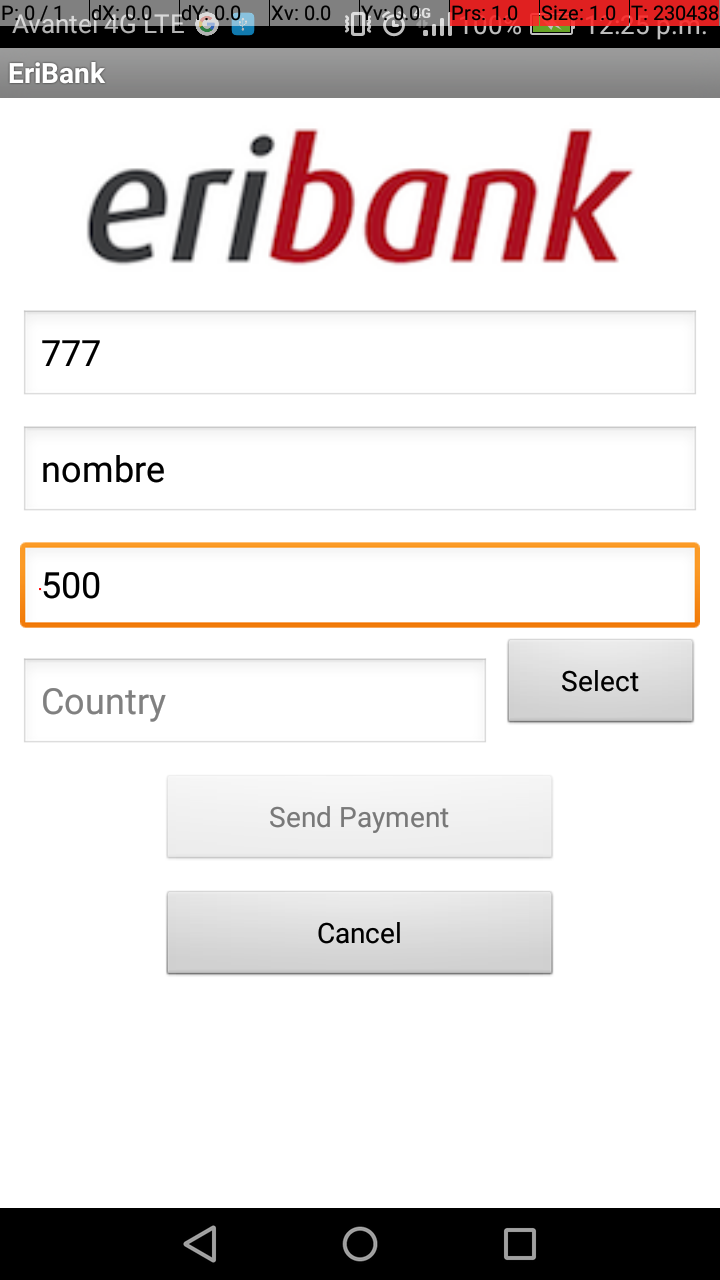 P: 0 / 1 dX: 0.0 dY: 0.0 Xv: 0.0 Yv: 0.0 Prs: 1.0 Size: 1.0 T: 230438
Avantel 4G LTE 4G 100% 12:25 p.m.
EriBank
eribank
777
nombre
500
Country
Select
Send Payment
Cancel